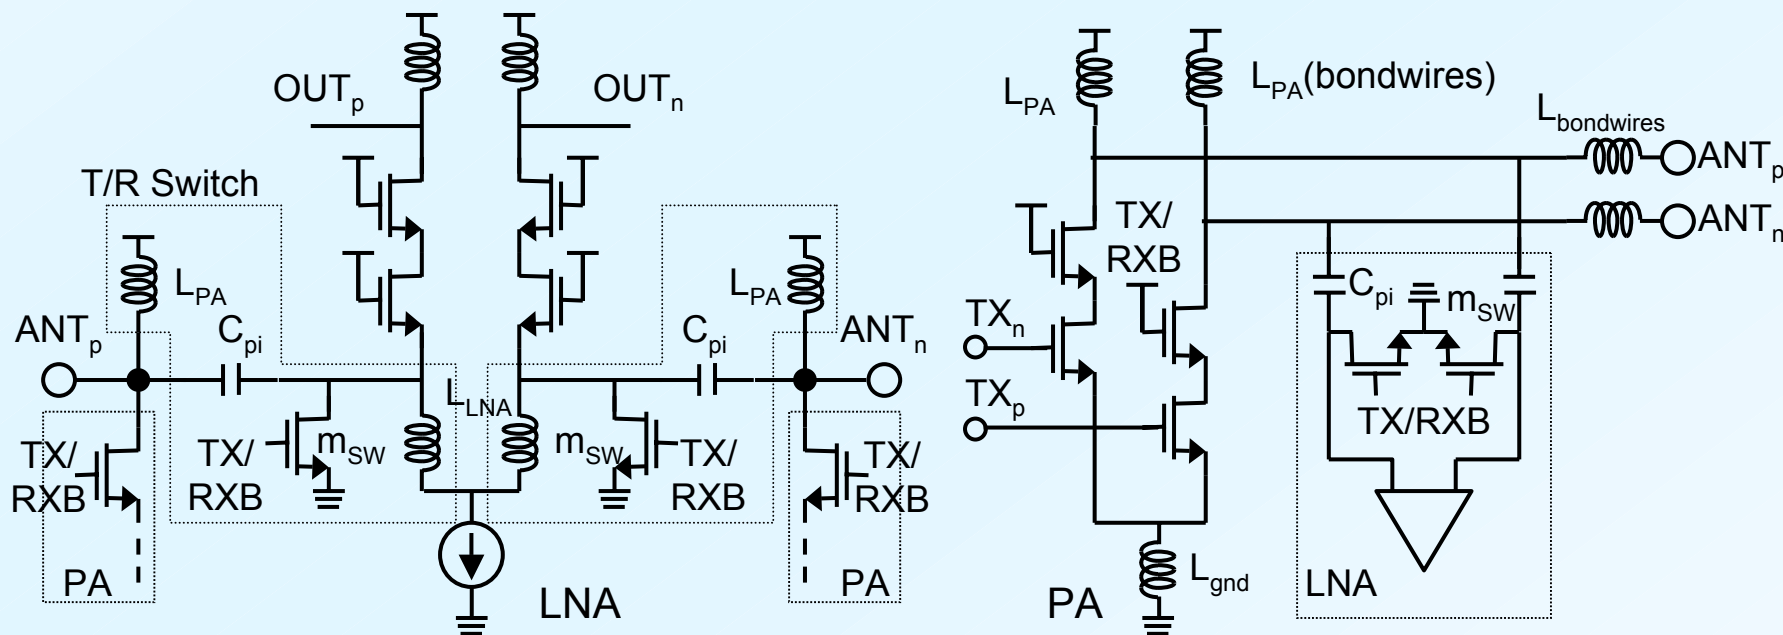 OUTp
OUTn
T/R Switch
LPA
LPA
ANTp
Cpi
Cpi
ANTn
LLNA
TX/
RXB
TX/
RXB
mSW
mSW
TX/
RXB
TX/
RXB
PA
LNA
PA
LPA
LPA(bondwires)
Lbondwires
ANTp
ANTn
TX/
RXB
TXn
TXp
Cpi
mSW
TX/RXB
Lgnd
PA
LNA